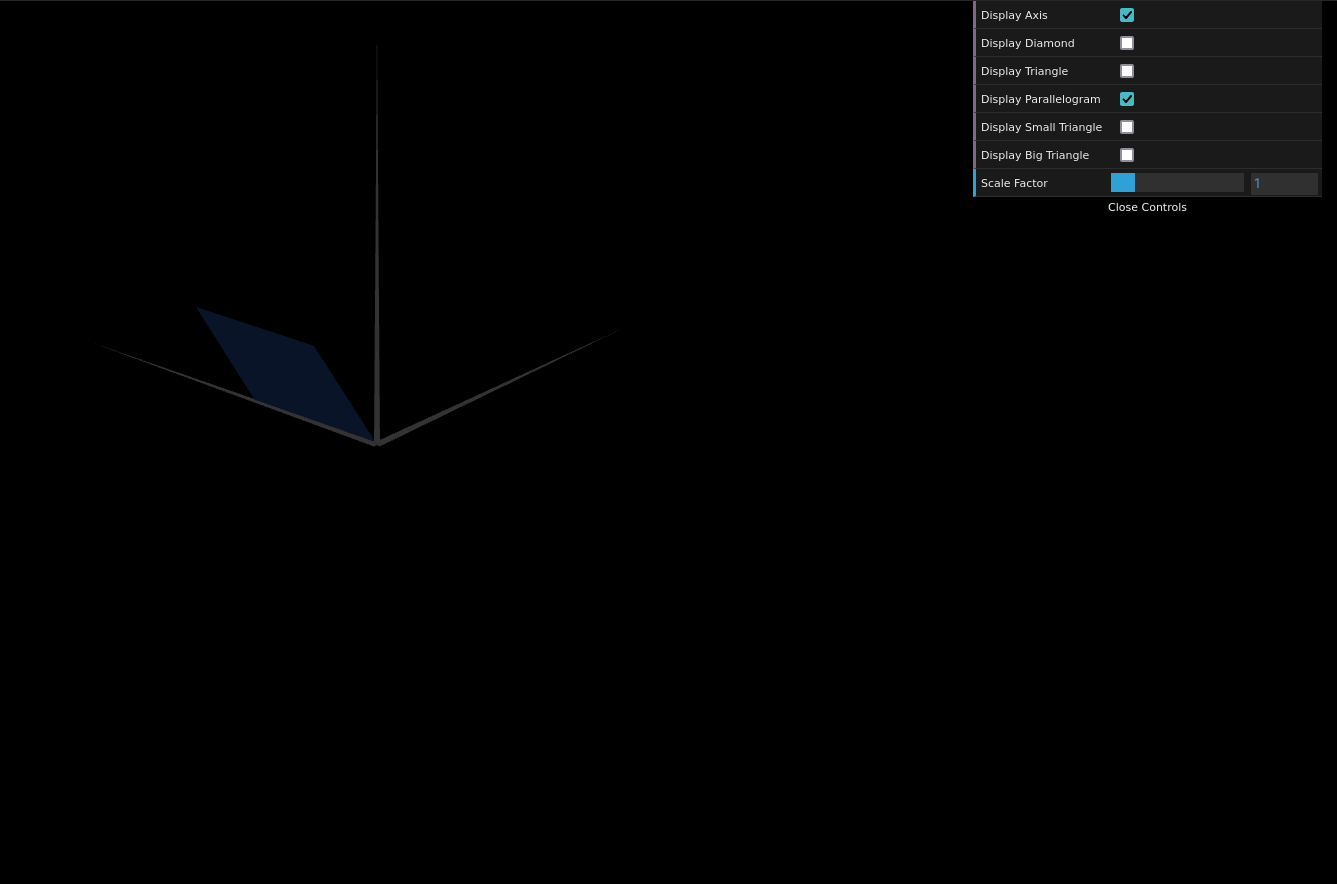 Display Axis
Display Diamond
Display Triangle
Display Parallelogram
Display Small Triangle
Display Big Triangle
Scale Factor 1
Close Controls